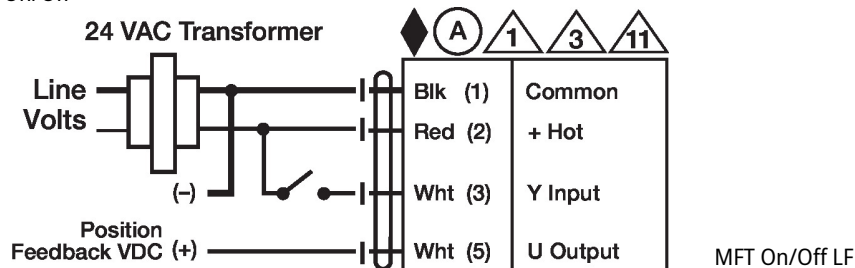 24 VAC Transformer
A
1
3
11
Line
Volts
Blk (1) Common
Red (2) + Hot
(–)
Wht (3) Y Input
Position
Feedback VDC (+)
Wht (5) U Output
MFT On/Off LF